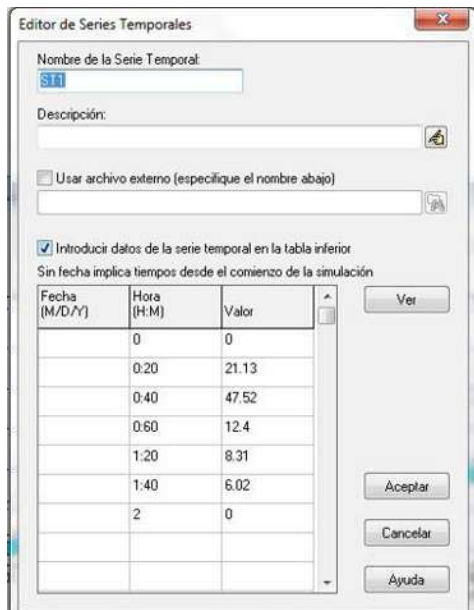 Editor de Series Temporales
Nombre de la Serie Temporal:
ST1
Descripción:
Usar archivo externo (especifique el nombre abajo)
Introducir datos de la serie temporal en la tabla inferior
Sin fecha implica tiempos desde el comienzo de la simulación
Fecha (M/D/Y) Hora (H:M) Valor
Ver
0 0
0:20 21.13
0:40 47.52
0:60 12.4
1:20 8.31
1:40 6.02
Aceptar
2 0
Cancelar
Ayuda